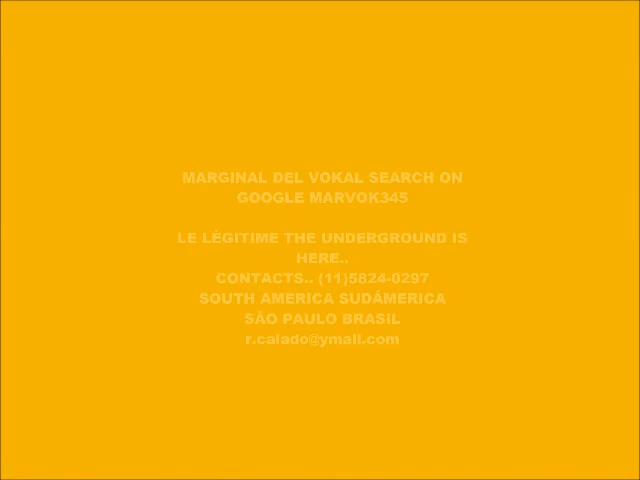 MARGINAL DEL VOKAL SEARCH ON
GOOGLE MARVOK345
LE LÉGITIME THE UNDERGROUND IS
HERE..
CONTACTS.. (11)5824-0297
SOUTH AMERICA SUDÁMERICA
SÃO PAULO BRASIL
r.calado@ymail.com